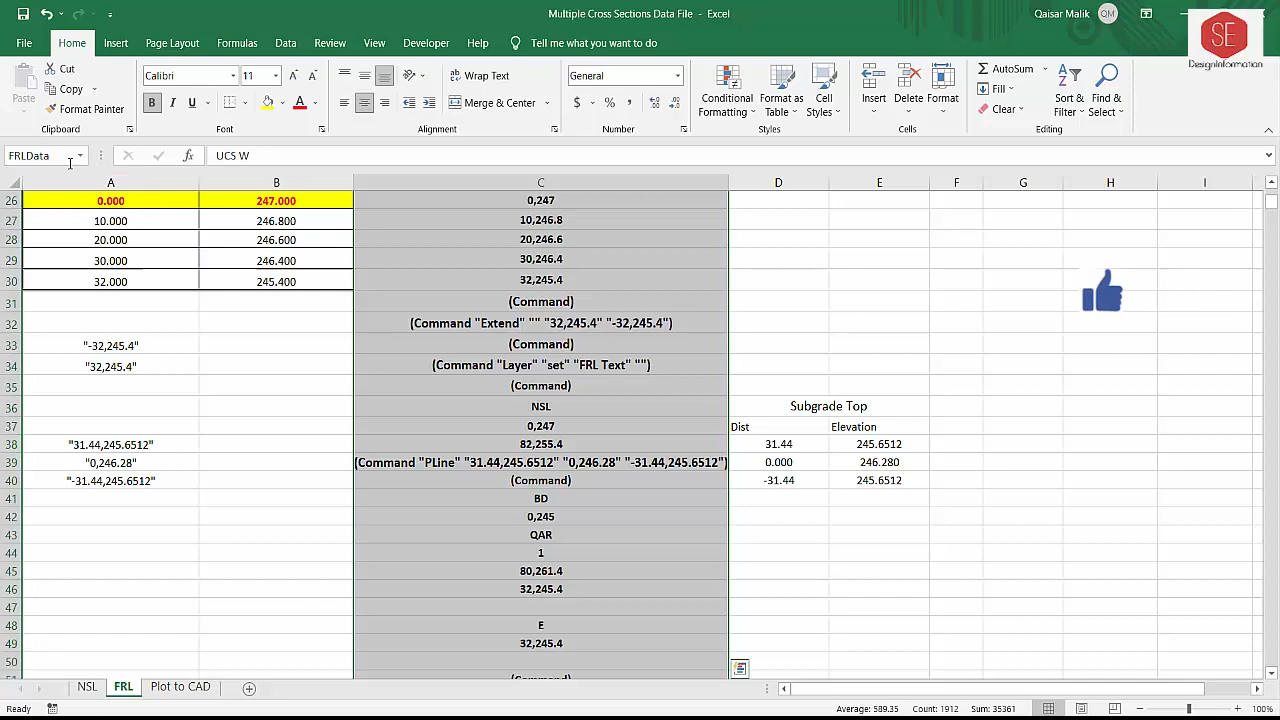 Multiple Cross Sections Data File - Excel
Qaisar Malik QM
SE
DesignInformation
File Home Insert Page Layout Formulas Data Review View Developer Help Tell me what you want to do
Paste Cut Copy Format Painter
Clipboard
Calibri 11
B I U
Font
Wrap Text
Merge & Center
Alignment
General
$ % ,
Number
Conditional Formatting
Format as Table
Cell Styles
Styles
Insert Delete Format
Cells
AutoSum
Fill
Clear
Sort & Filter
Find & Select
Editing
FRLData fx UCS W
A B C D E F G H I
26 0.000 247.000 0,247
27 10.000 246.800 10,246.8
28 20.000 246.600 20,246.6
29 30.000 246.400 30,246.4
30 32.000 245.400 32,245.4
31 (Command)
32 (Command "Extend" "" "32,245.4" "-32,245.4")
33 "-32,245.4" (Command)
34 "32,245.4" (Command "Layer" "set" "FRL Text" "")
35 (Command)
36 NSL Subgrade Top
37 0,247 Dist Elevation
38 "31.44,245.6512" 82,255.4 31.44 245.6512
39 "0,246.28" (Command "PLine" "31.44,245.6512" "0,246.28" "-31.44,245.6512") 0.000 246.280
40 "-31.44,245.6512" (Command) -31.44 245.6512
41 BD
42 0,245
43 QAR
44 1
45 80,261.4
46 32,245.4
47
48 E
49 32,245.4
50
(Command)
NSL FRL Plot to CAD
Ready Average: 589.35 Count: 1912 Sum: 35361 100%